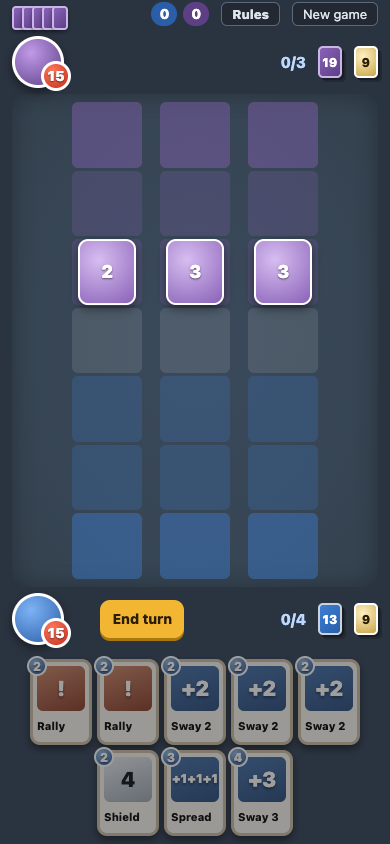 0 0 Rules New game
15 0/3 19 9
2 3 3
15 End turn 0/4 13 9
2 2 2 2 2
! ! +2 +2 +2
Rally Rally Sway 2 Sway 2 Sway 2
2 3 4
4 +1+1+1 +3
Shield Spread Sway 3